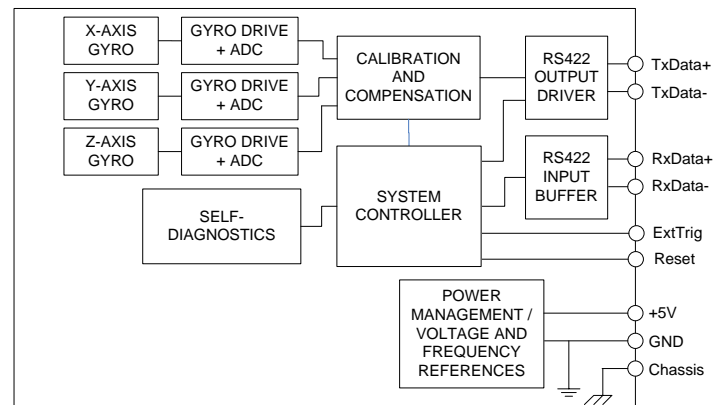 X-AXIS
GYRO
GYRO DRIVE
+ ADC
Y-AXIS
GYRO
GYRO DRIVE
+ ADC
Z-AXIS
GYRO
GYRO DRIVE
+ ADC
CALIBRATION
AND
COMPENSATION
RS422
OUTPUT
DRIVER
TxData+
TxData-
RS422
INPUT
BUFFER
RxData+
RxData-
SELF-
DIAGNOSTICS
SYSTEM
CONTROLLER
ExtTrig
Reset
POWER
MANAGEMENT /
VOLTAGE AND
FREQUENCY
REFERENCES
+5V
GND
Chassis